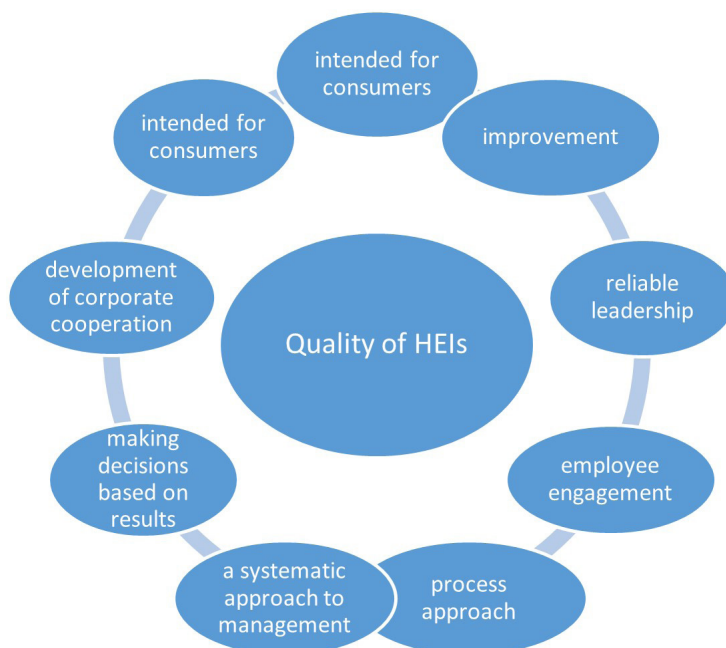 intended for
consumers
improvement
reliable
leadership
employee
engagement
process
approach
a systematic
approach to
management
making
decisions
based on
results
development
of corporate
cooperation
intended for
consumers
Quality of HEIs